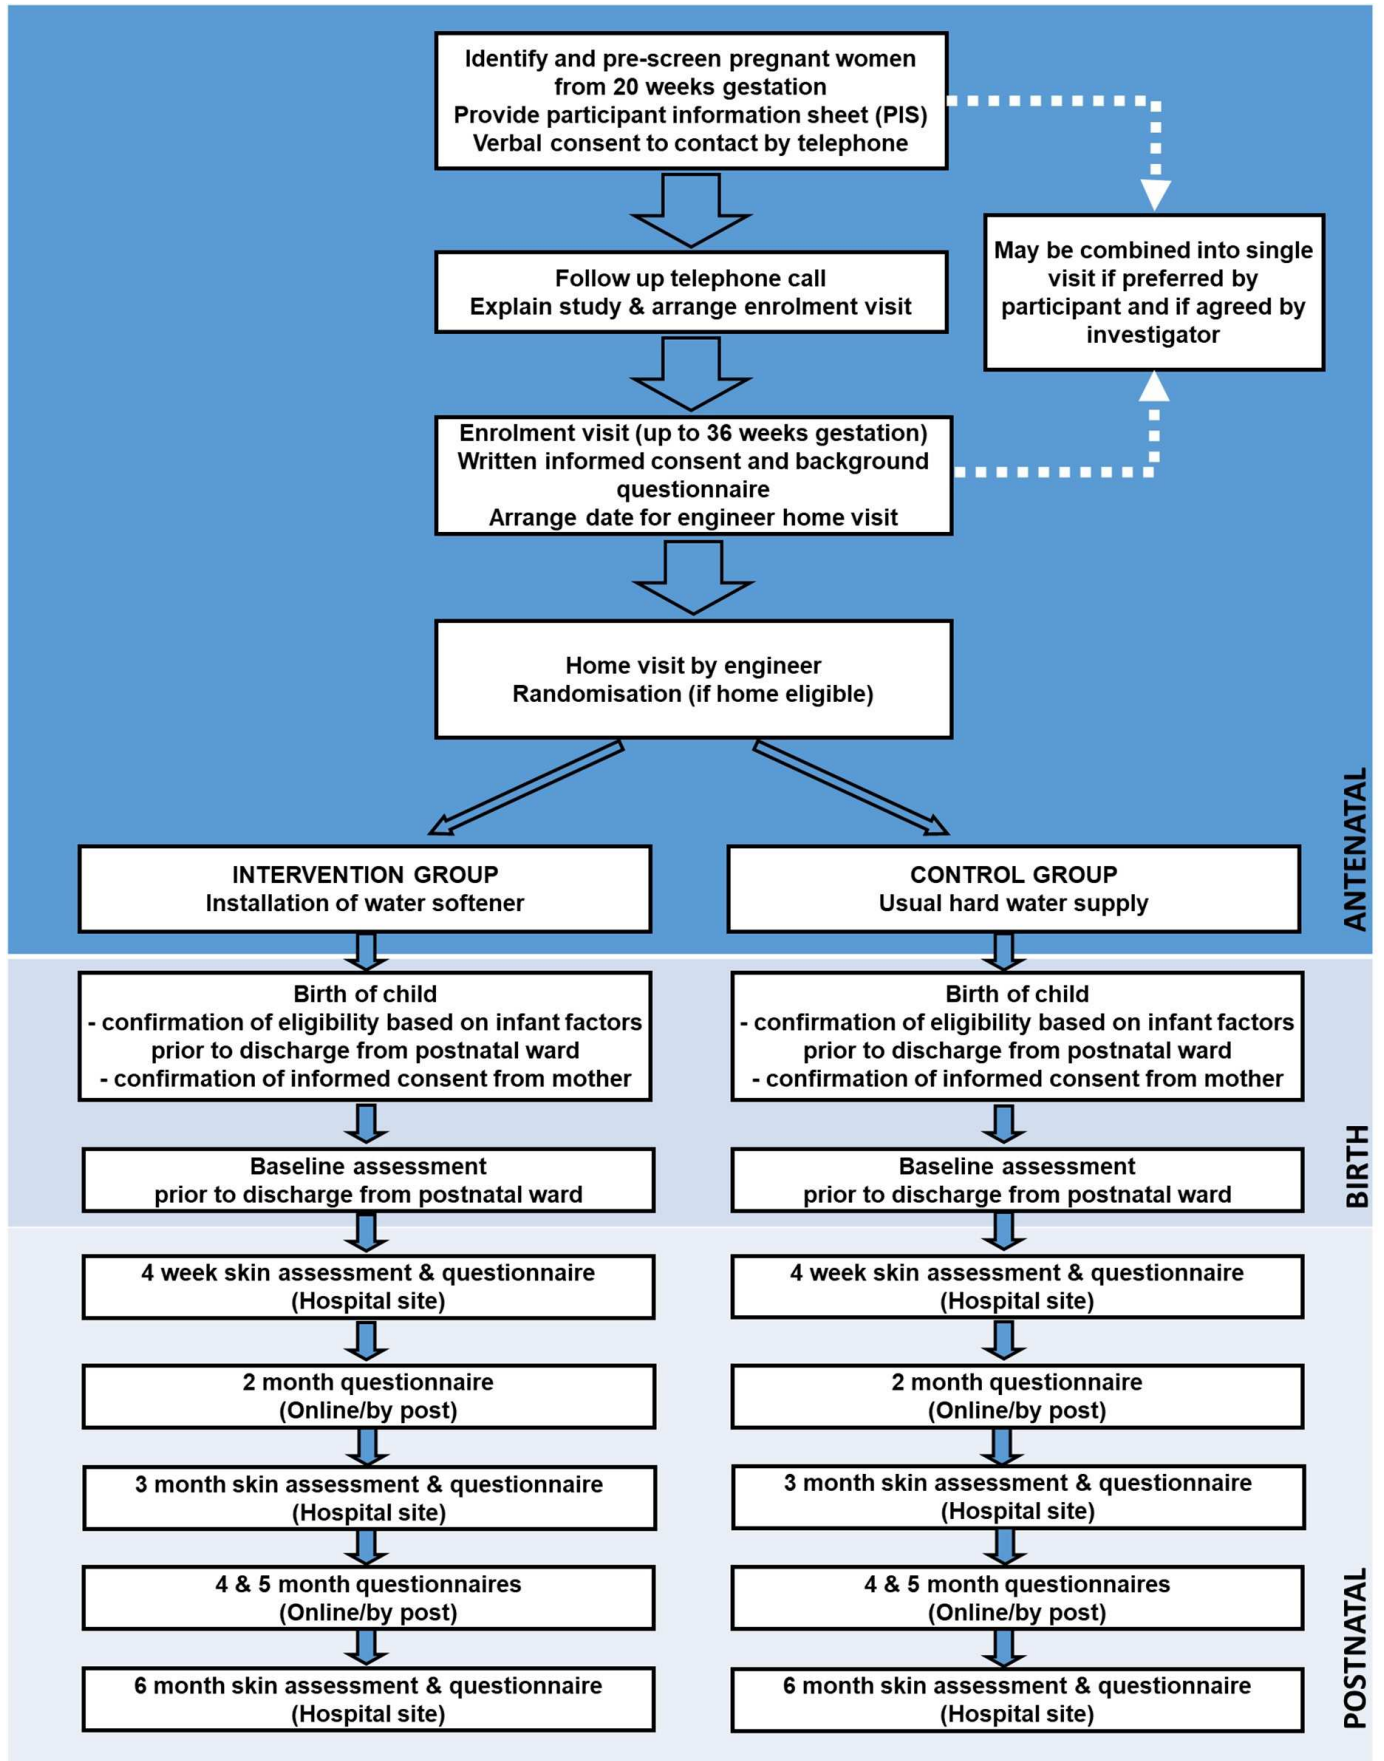 Identify and pre-screen pregnant women
from 20 weeks gestation
Provide participant information sheet (PIS)
Verbal consent to contact by telephone
May be combined into single
visit if preferred by
participant and if agreed by
investigator
Follow up telephone call
Explain study & arrange enrolment visit
Enrolment visit (up to 36 weeks gestation)
Written informed consent and background
questionnaire
Arrange date for engineer home visit
Home visit by engineer
Randomisation (if home eligible)
ANTENATAL
INTERVENTION GROUP
Installation of water softener
CONTROL GROUP
Usual hard water supply
Birth of child
- confirmation of eligibility based on infant factors
prior to discharge from postnatal ward
- confirmation of informed consent from mother
Birth of child
- confirmation of eligibility based on infant factors
prior to discharge from postnatal ward
- confirmation of informed consent from mother
BIRTH
Baseline assessment
prior to discharge from postnatal ward
Baseline assessment
prior to discharge from postnatal ward
4 week skin assessment & questionnaire
(Hospital site)
4 week skin assessment & questionnaire
(Hospital site)
2 month questionnaire
(Online/by post)
2 month questionnaire
(Online/by post)
3 month skin assessment & questionnaire
(Hospital site)
3 month skin assessment & questionnaire
(Hospital site)
4 & 5 month questionnaires
(Online/by post)
4 & 5 month questionnaires
(Online/by post)
POSTNATAL
6 month skin assessment & questionnaire
(Hospital site)
6 month skin assessment & questionnaire
(Hospital site)